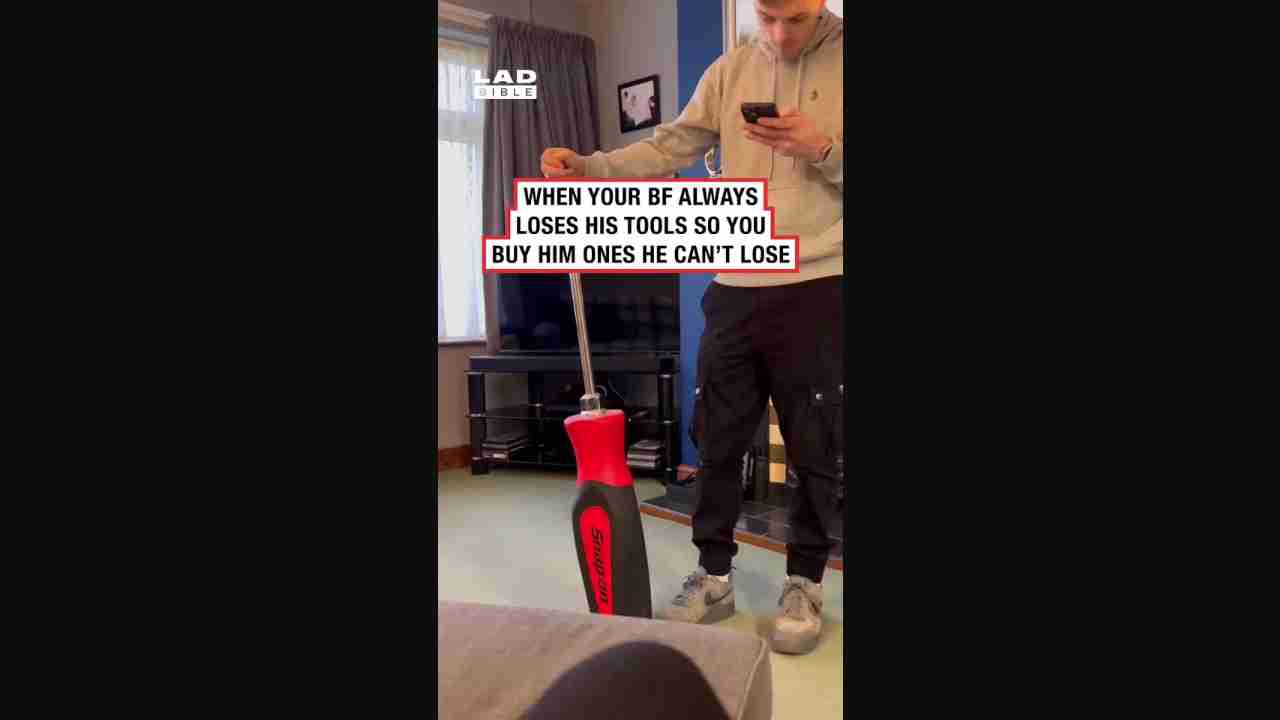 LAD
BIBLE
WHEN YOUR BF ALWAYS
LOSES HIS TOOLS SO YOU
BUY HIM ONES HE CAN'T LOSE
Snap-on